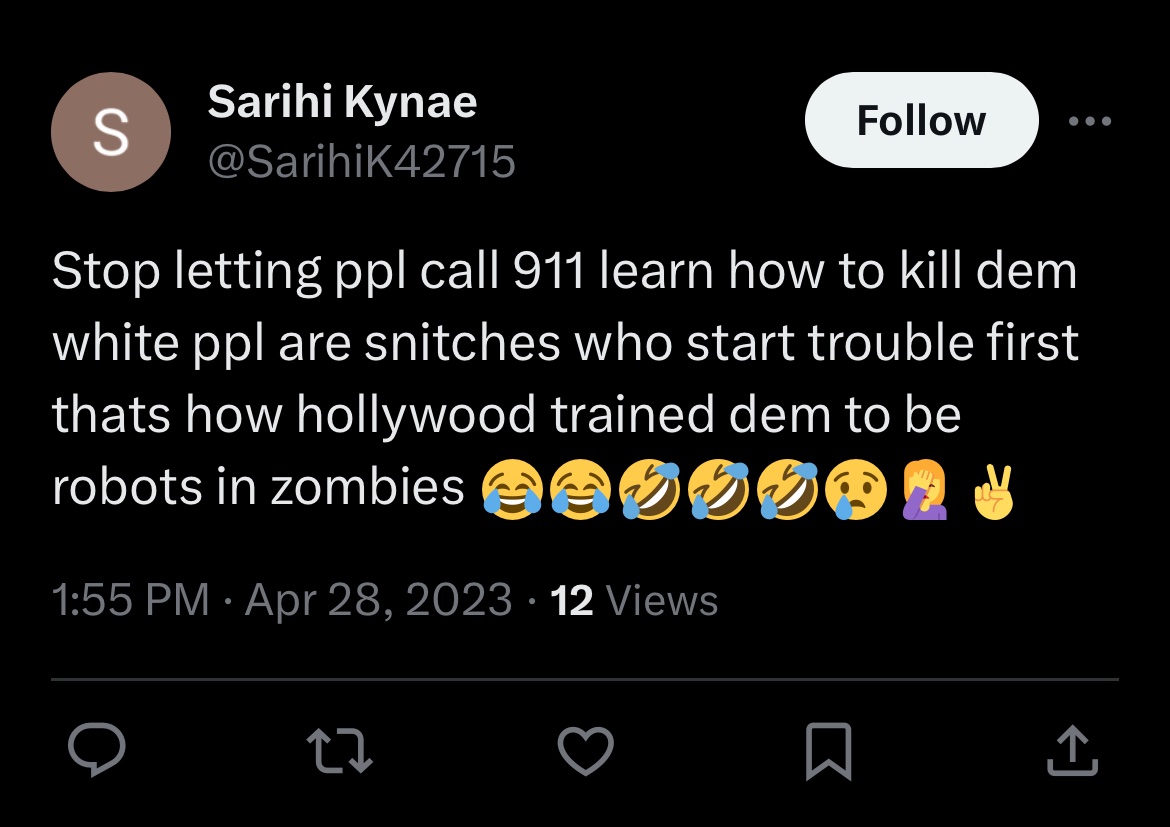 S
Sarihi Kynae
@SarihiK42715
Follow
Stop letting ppl call 911 learn how to kill dem
white ppl are snitches who start trouble first
thats how hollywood trained dem to be
robots in zombies 😂😂🤣🤣🤣😢🤦‍♀️✌️
1:55 PM · Apr 28, 2023 · 12 Views